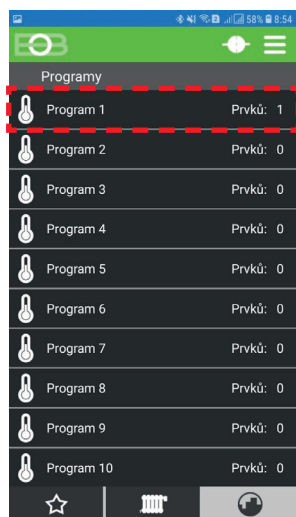 58% 8:54
EOB
Programy
Program 1 Prvků: 1
Program 2 Prvků: 0
Program 3 Prvků: 0
Program 4 Prvků: 0
Program 5 Prvků: 0
Program 6 Prvků: 0
Program 7 Prvků: 0
Program 8 Prvků: 0
Program 9 Prvků: 0
Program 10 Prvků: 0